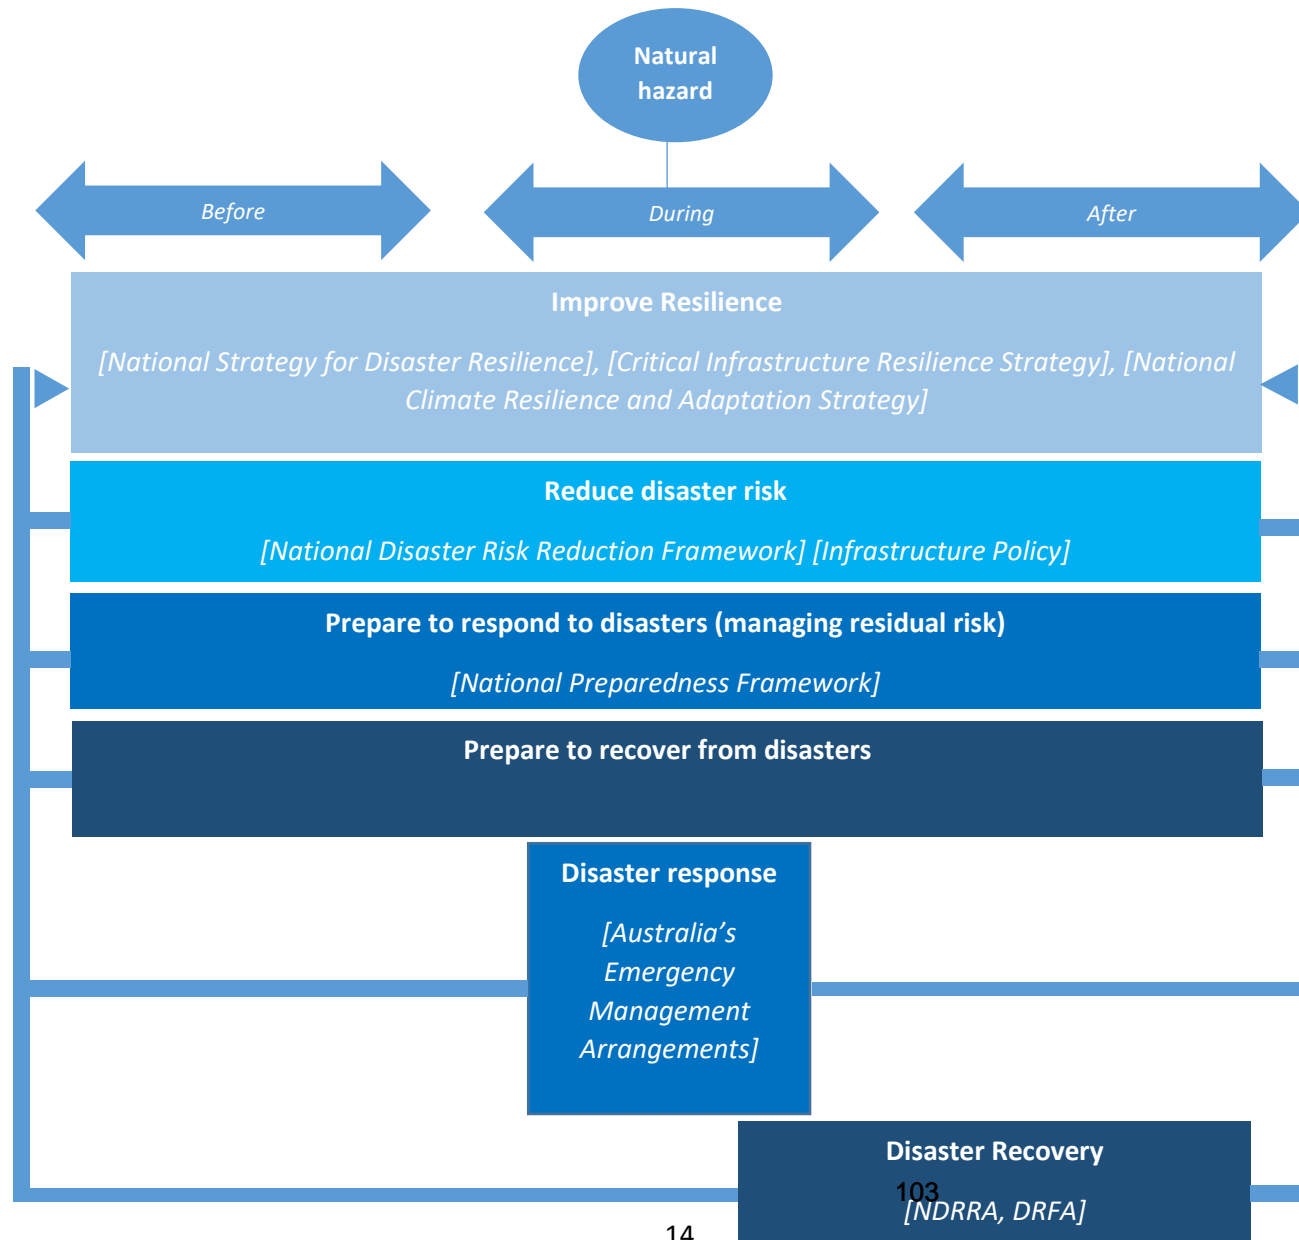 Natural
hazard
Before
During
After
Improve Resilience
[National Strategy for Disaster Resilience], [Critical Infrastructure Resilience Strategy], [National
Climate Resilience and Adaptation Strategy]
Reduce disaster risk
[National Disaster Risk Reduction Framework] [Infrastructure Policy]
Prepare to respond to disasters (managing residual risk)
[National Preparedness Framework]
Prepare to recover from disasters
Disaster response
[Australia’s
Emergency
Management
Arrangements]
Disaster Recovery
103
[NDRRA, DRFA]
14